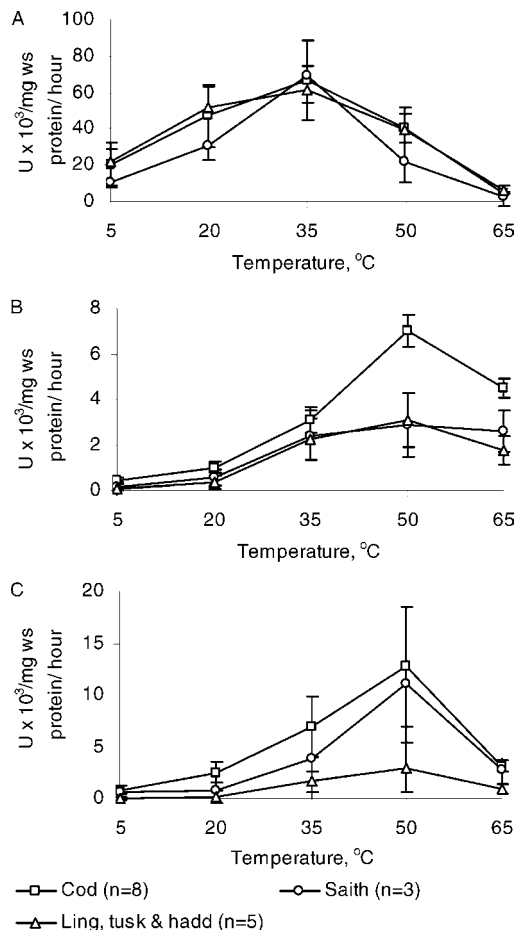 A
U x 10³/mg ws
protein/ hour
100
80
60
40
20
0
5 20 35 50 65
Temperature, °C
B
U x 10³/mg ws
protein/ hour
8
6
4
2
0
5 20 35 50 65
Temperature, °C
C
U x 10³/mg ws
protein/ hour
20
15
10
5
0
5 20 35 50 65
Temperature, °C
Cod (n=8) Saith (n=3)
Ling, tusk & hadd (n=5)